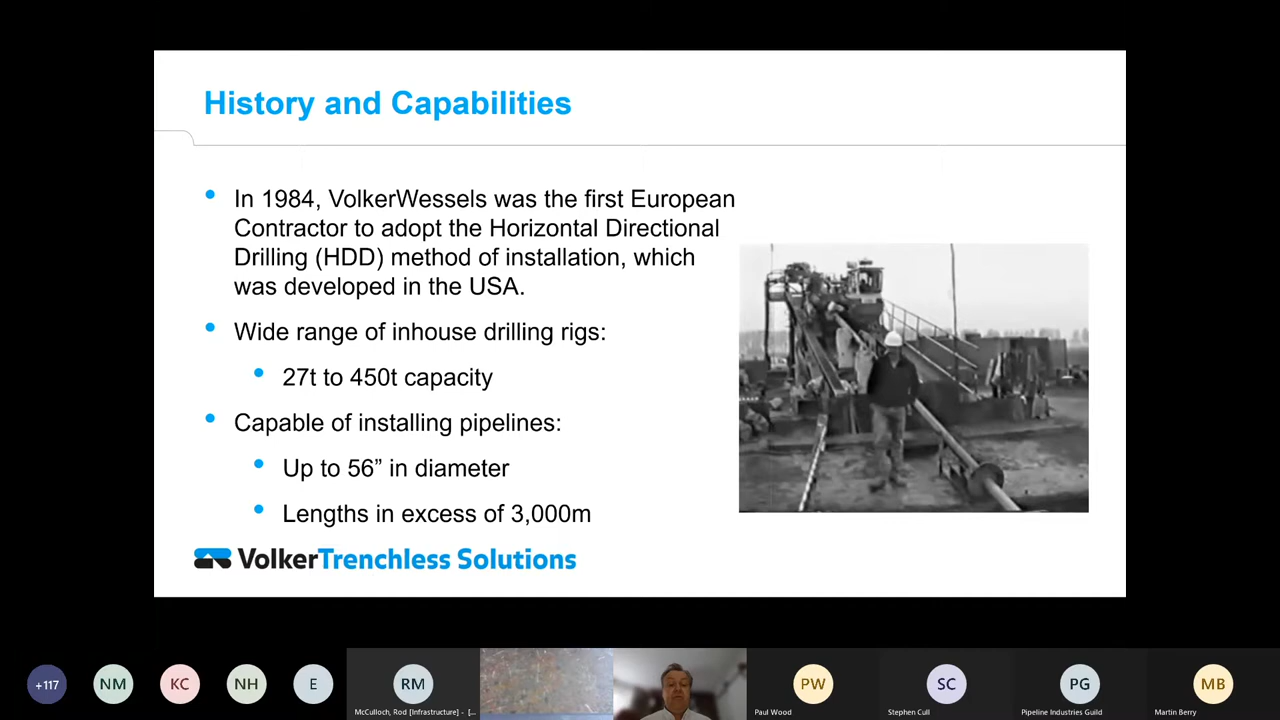 History and Capabilities
• In 1984, VolkerWessels was the first European
Contractor to adopt the Horizontal Directional
Drilling (HDD) method of installation, which
was developed in the USA.
• Wide range of inhouse drilling rigs:
• 27t to 450t capacity
• Capable of installing pipelines:
• Up to 56” in diameter
• Lengths in excess of 3,000m
VolkerTrenchless Solutions
+117
NM
KC
NH
E
RM
McCulloch, Rod [Infrastructure] - [...
PW
Paul Wood
SC
Stephen Cull
PG
Pipeline Industries Guild
MB
Martin Berry